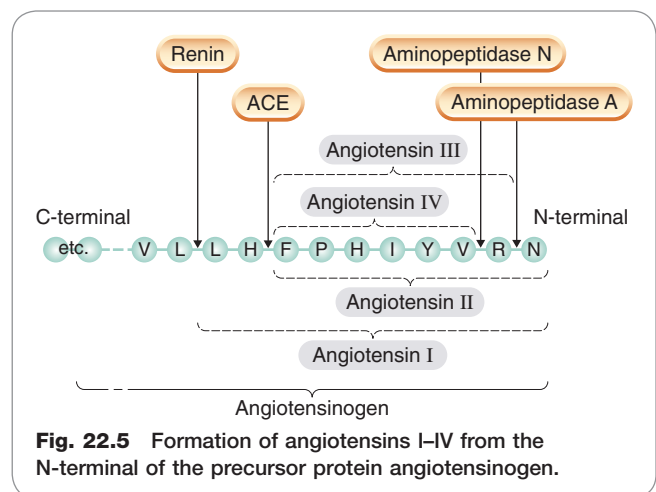 Renin
Aminopeptidase N
ACE
Aminopeptidase A
Angiotensin III
Angiotensin IV
C-terminal
N-terminal
etc. V L L H F P H I Y V R N
Angiotensin II
Angiotensin I
Angiotensinogen
Fig. 22.5 Formation of angiotensins I–IV from the
N-terminal of the precursor protein angiotensinogen.